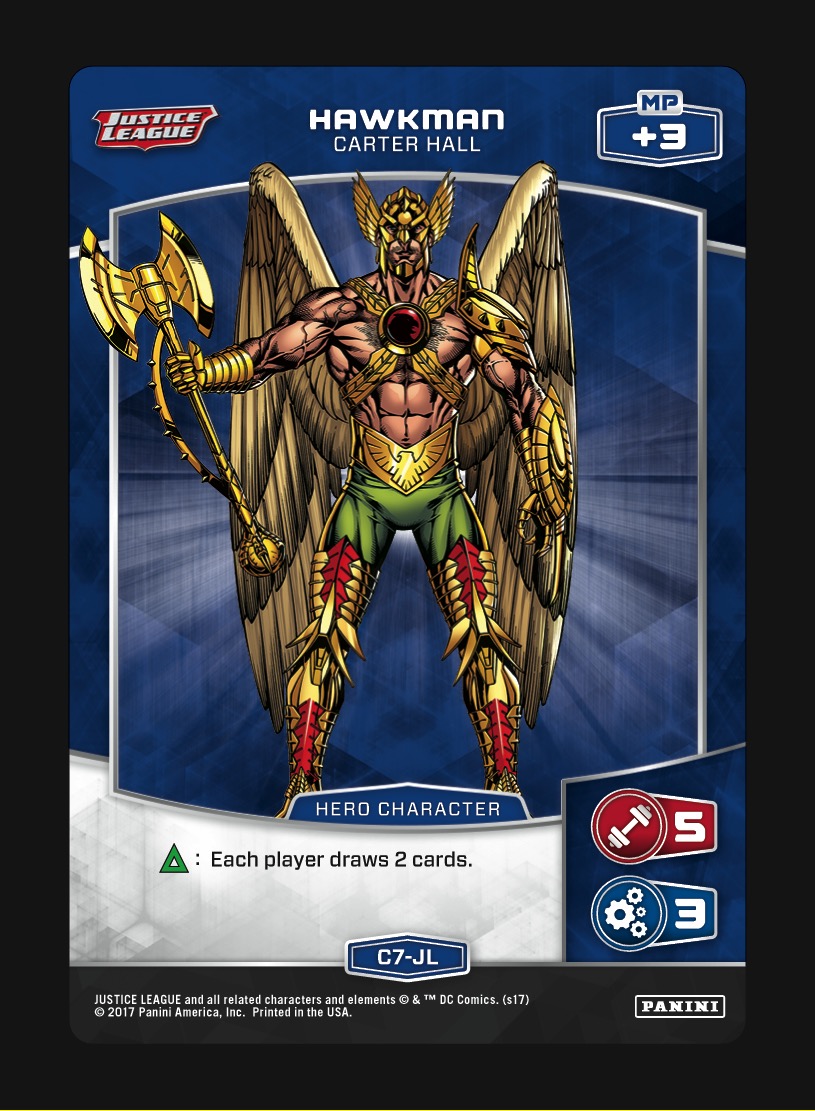 JUSTICE
LEAGUE
HAWKMAN
CARTER HALL
MP
+3
HERO CHARACTER
: Each player draws 2 cards.
5
3
C7-JL
JUSTICE LEAGUE and all related characters and elements © & ™ DC Comics. (s17)
© 2017 Panini America, Inc. Printed in the USA.
PANINI